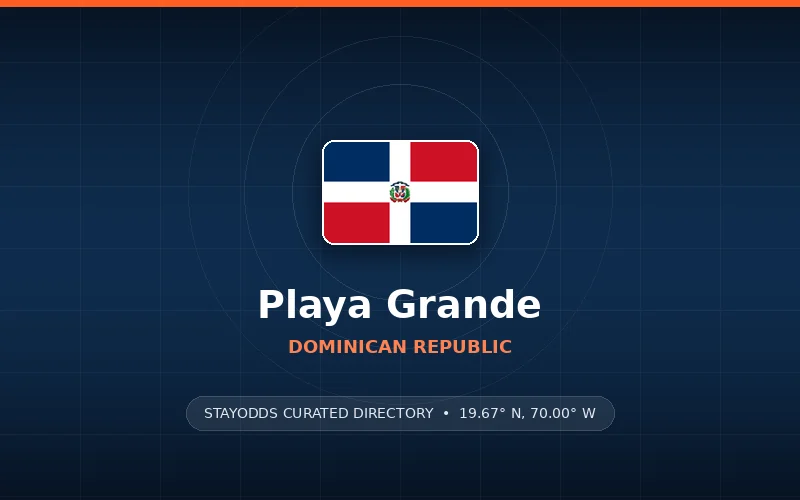 Playa Grande
DOMINICAN REPUBLIC
STAYODDS CURATED DIRECTORY • 19.67° N, 70.00° W